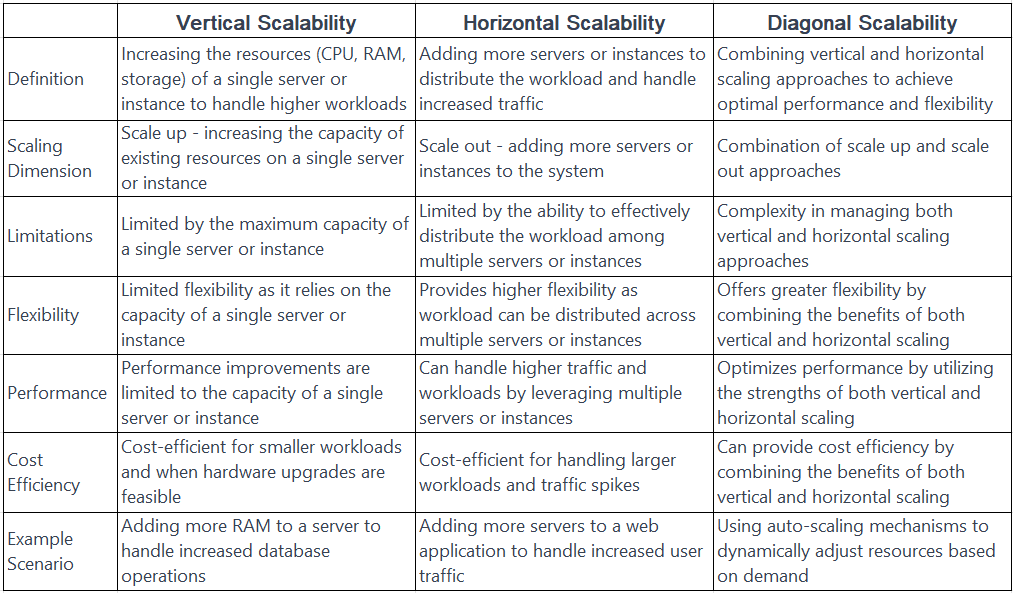 Vertical Scalability
Horizontal Scalability
Diagonal Scalability
Definition
Increasing the resources (CPU, RAM,
storage) of a single server or
instance to handle higher workloads
Adding more servers or instances to
distribute the workload and handle
increased traffic
Combining vertical and horizontal
scaling approaches to achieve
optimal performance and flexibility
Scaling
Dimension
Scale up - increasing the capacity of
existing resources on a single server
or instance
Scale out - adding more servers or
instances to the system
Combination of scale up and scale
out approaches
Limitations
Limited by the maximum capacity of
a single server or instance
Limited by the ability to effectively
distribute the workload among
multiple servers or instances
Complexity in managing both
vertical and horizontal scaling
approaches
Flexibility
Limited flexibility as it relies on the
capacity of a single server or
instance
Provides higher flexibility as
workload can be distributed across
multiple servers or instances
Offers greater flexibility by
combining the benefits of both
vertical and horizontal scaling
Performance
Performance improvements are
limited to the capacity of a single
server or instance
Can handle higher traffic and
workloads by leveraging multiple
servers or instances
Optimizes performance by utilizing
the strengths of both vertical and
horizontal scaling
Cost
Efficiency
Cost-efficient for smaller workloads
and when hardware upgrades are
feasible
Cost-efficient for handling larger
workloads and traffic spikes
Can provide cost efficiency by
combining the benefits of both
vertical and horizontal scaling
Example
Scenario
Adding more RAM to a server to
handle increased database
operations
Adding more servers to a web
application to handle increased user
traffic
Using auto-scaling mechanisms to
dynamically adjust resources based
on demand